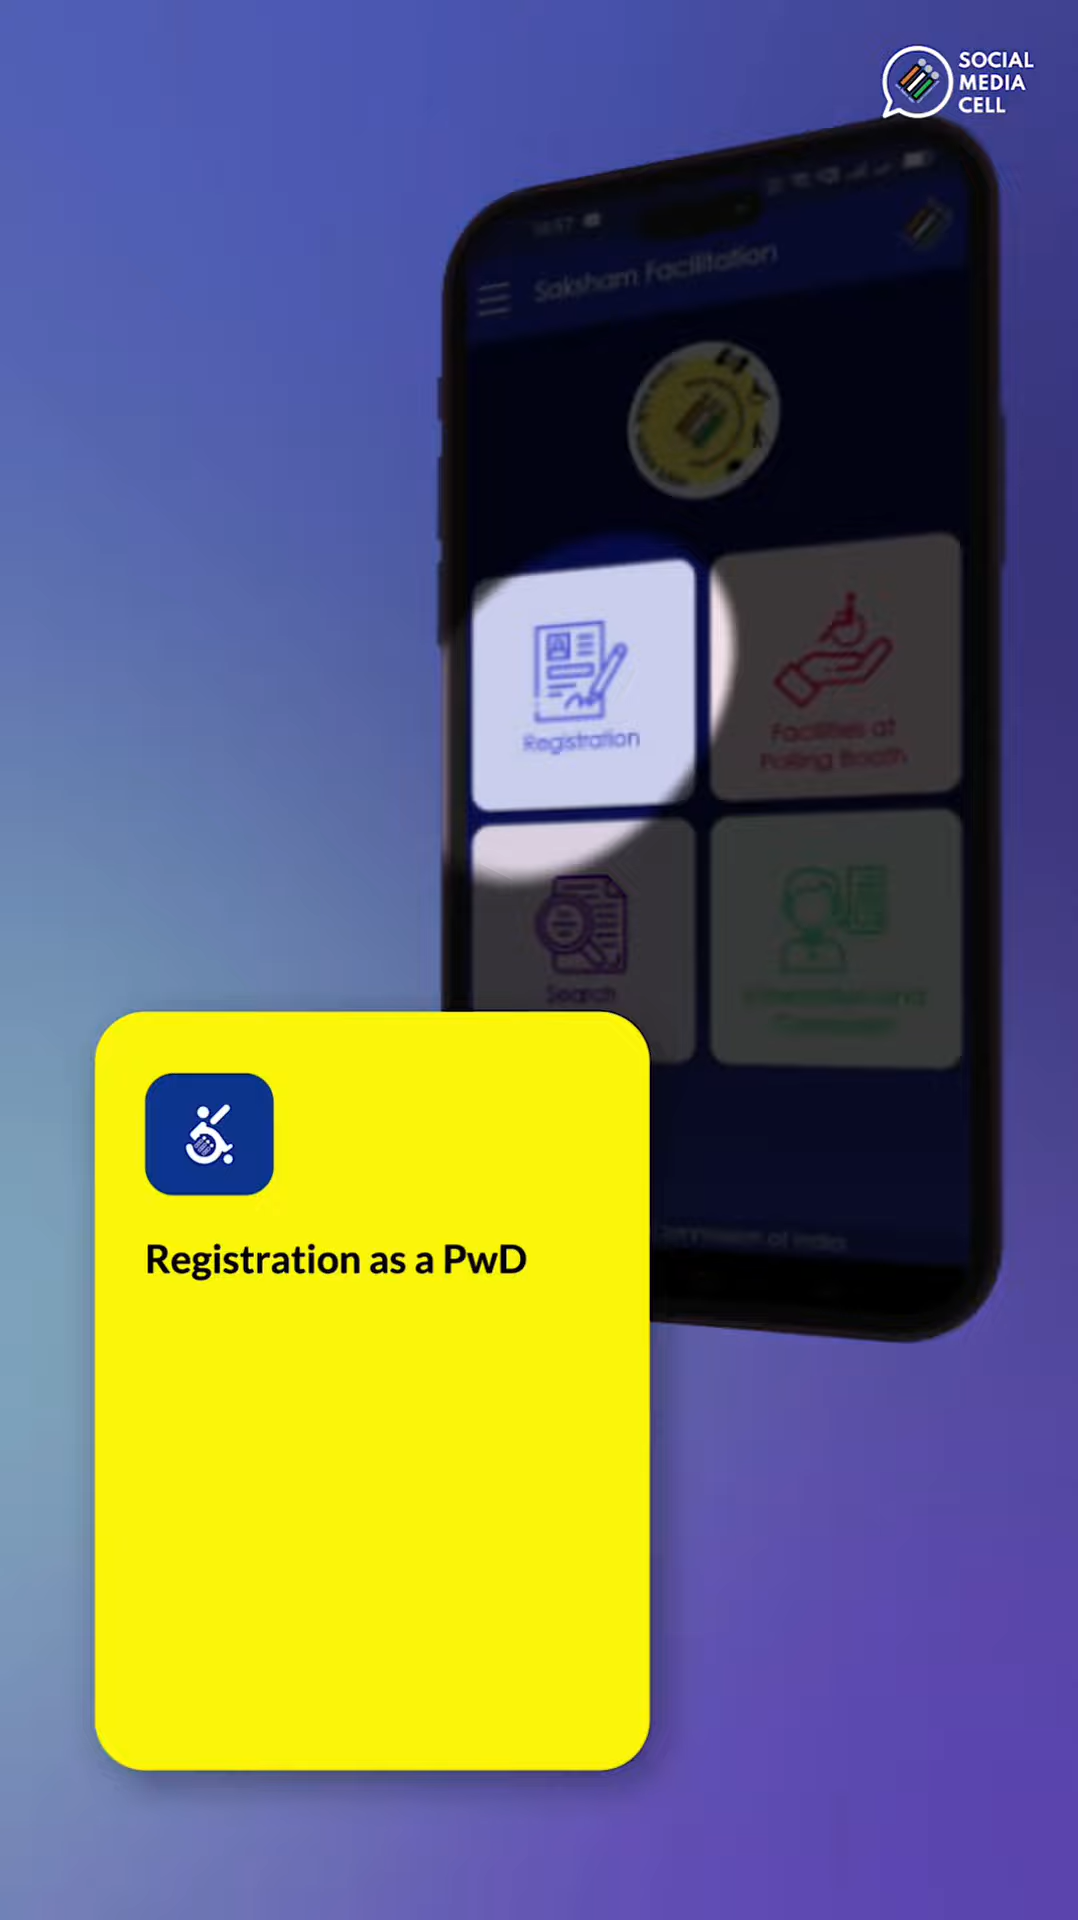 SOCIAL
MEDIA
CELL
Saksham Facilitation
Registration
Facilities at
Polling Booth
Search
Registration as a PwD